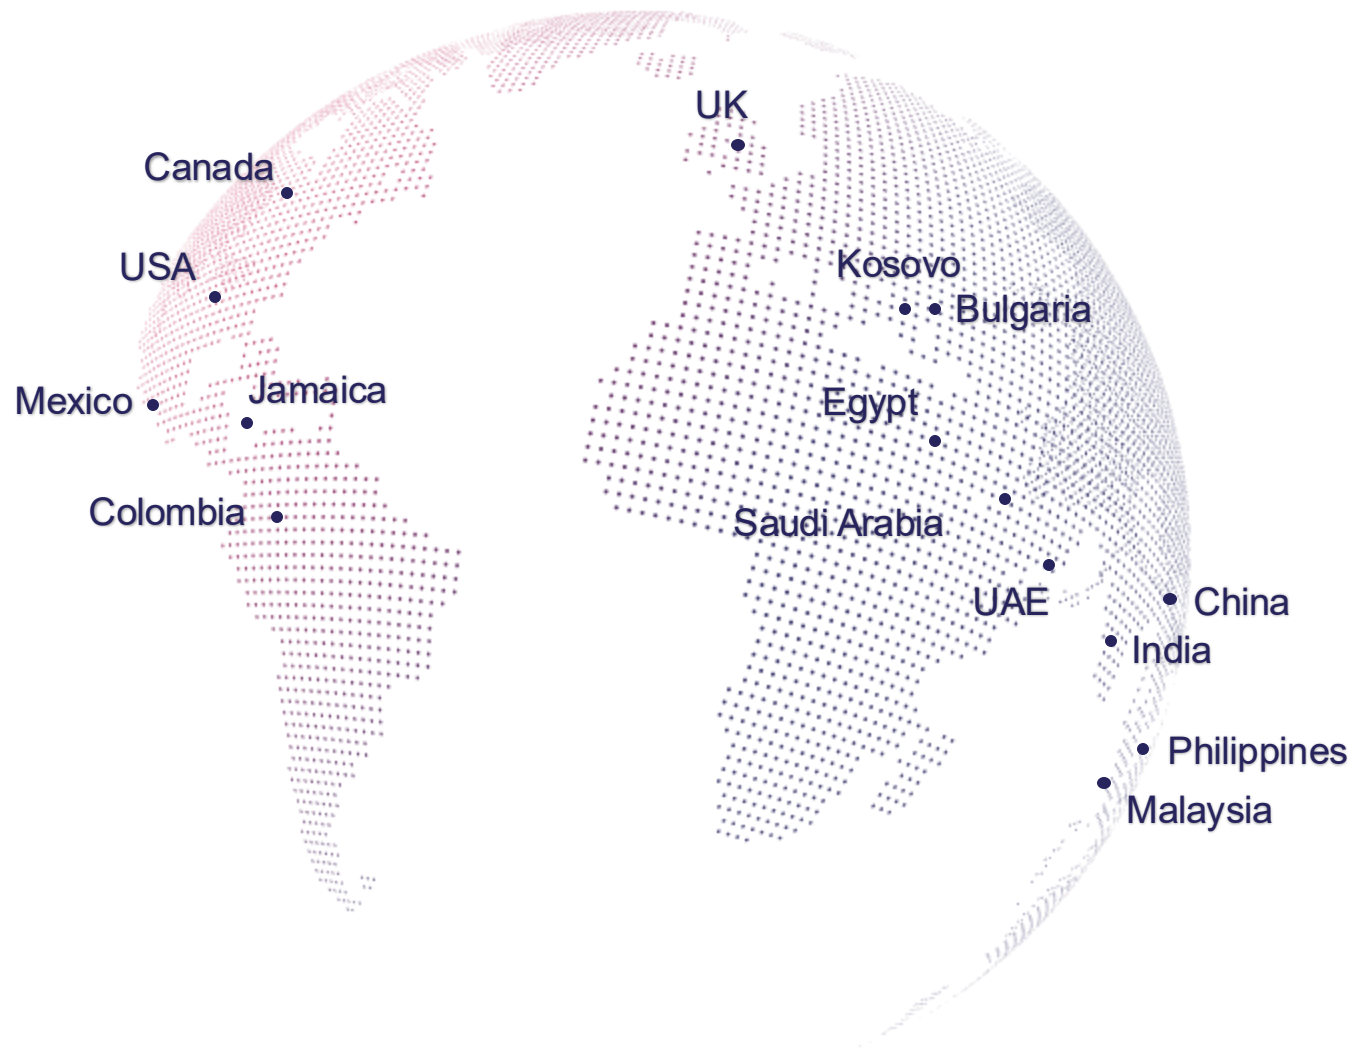 UK
Canada
USA
Kosovo
Bulgaria
Mexico
Jamaica
Egypt
Colombia
Saudi Arabia
UAE
China
India
Philippines
Malaysia